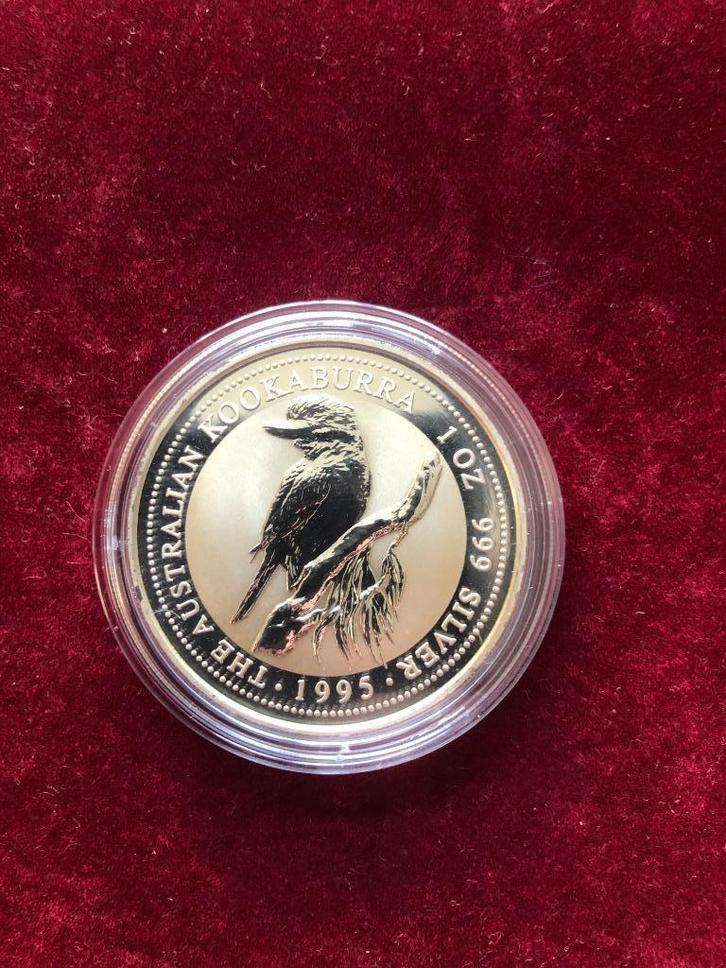 THE AUSTRALIAN KOOKABURRA 1 OZ 999 SILVER
· 1995 ·